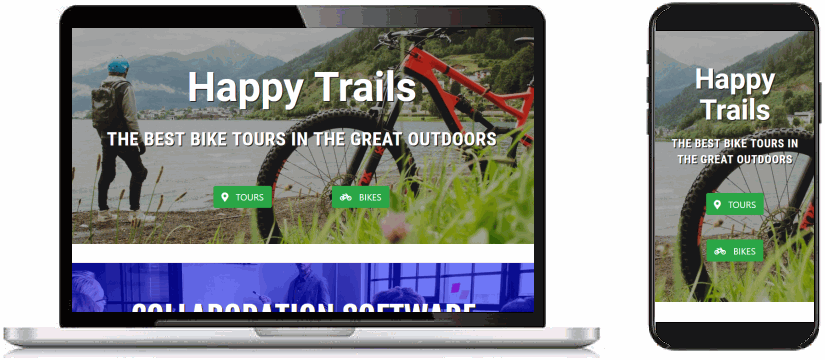 Happy Trails
THE BEST BIKE TOURS IN THE GREAT OUTDOORS
TOURS
BIKES
COLLABORATION SOFTWARE
Happy
Trails
THE BEST BIKE TOURS IN
THE GREAT OUTDOORS
TOURS
BIKES